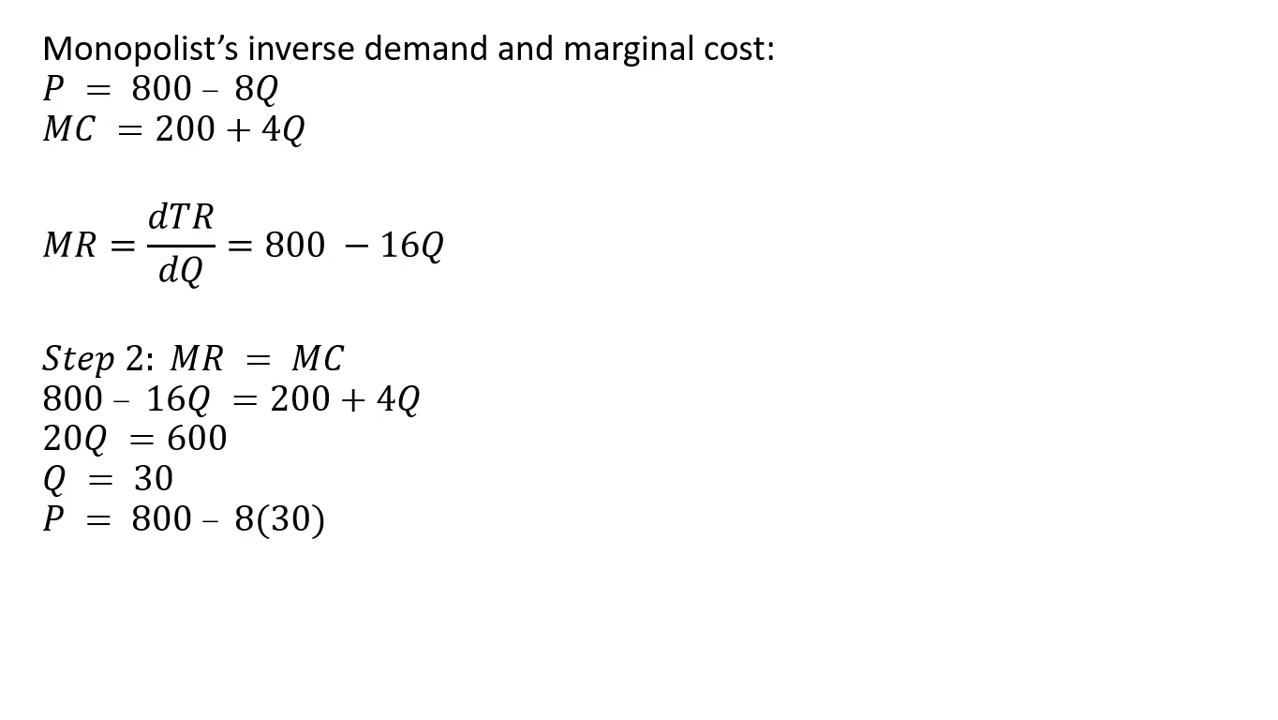 Monopolist’s inverse demand and marginal cost:
P = 800 – 8Q
MC = 200 + 4Q
MR = dTR/dQ = 800 − 16Q
Step 2: MR = MC
800 – 16Q = 200 + 4Q
20Q = 600
Q = 30
P = 800 – 8(30)